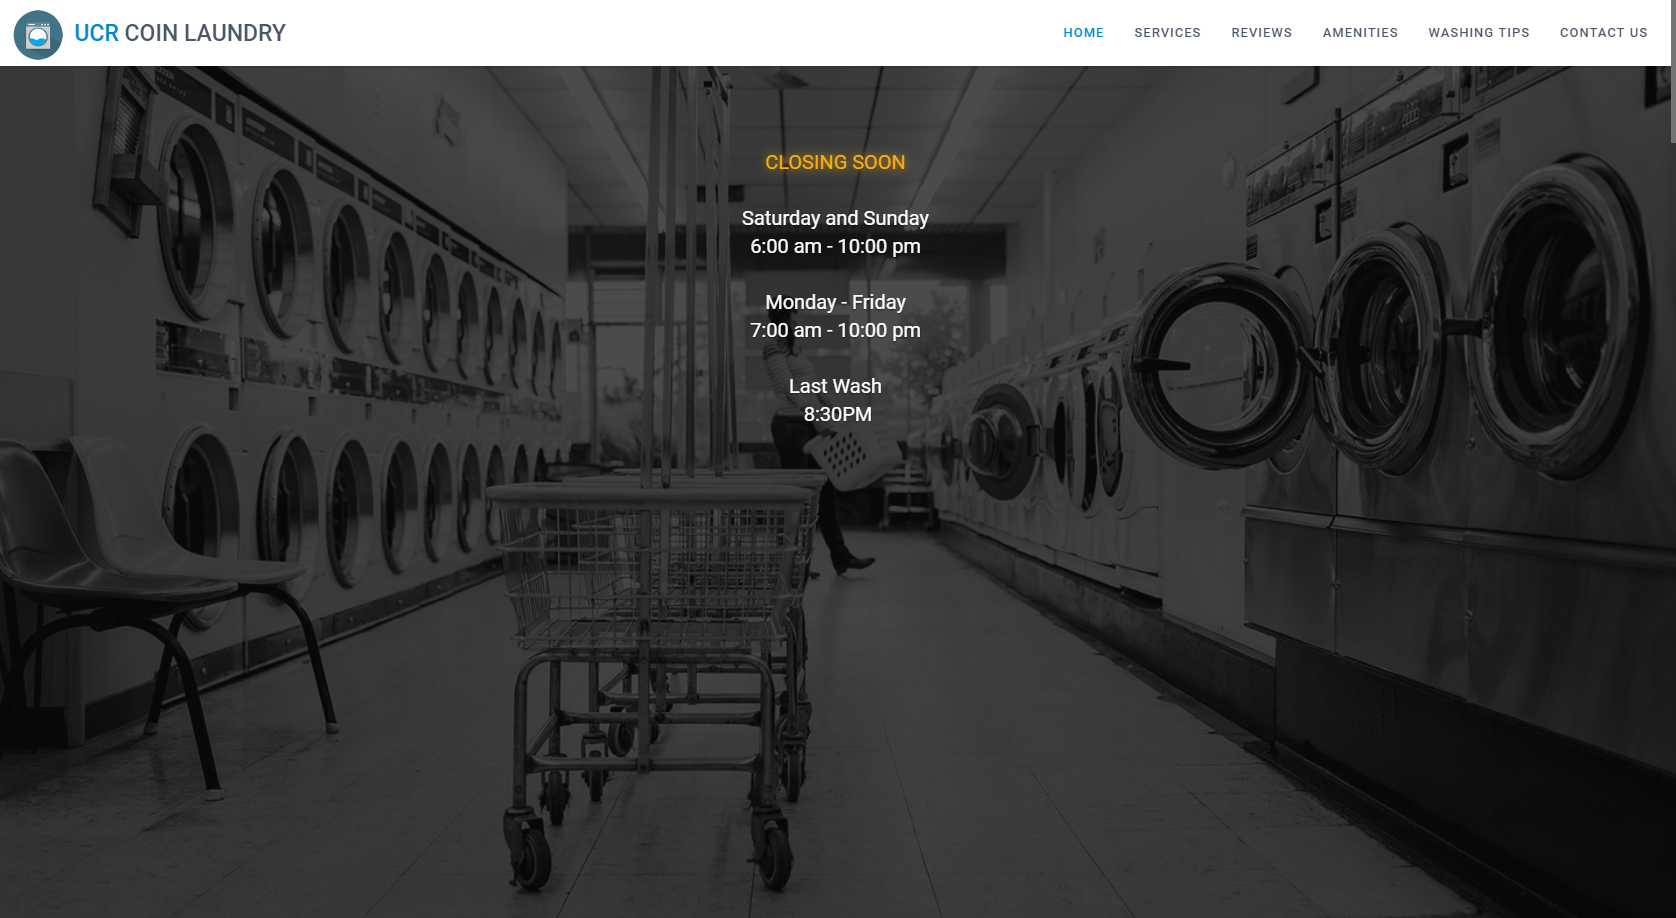 UCR COIN LAUNDRY
HOME SERVICES REVIEWS AMENITIES WASHING TIPS CONTACT US
CLOSING SOON
Saturday and Sunday
6:00 am - 10:00 pm
Monday - Friday
7:00 am - 10:00 pm
Last Wash
8:30PM